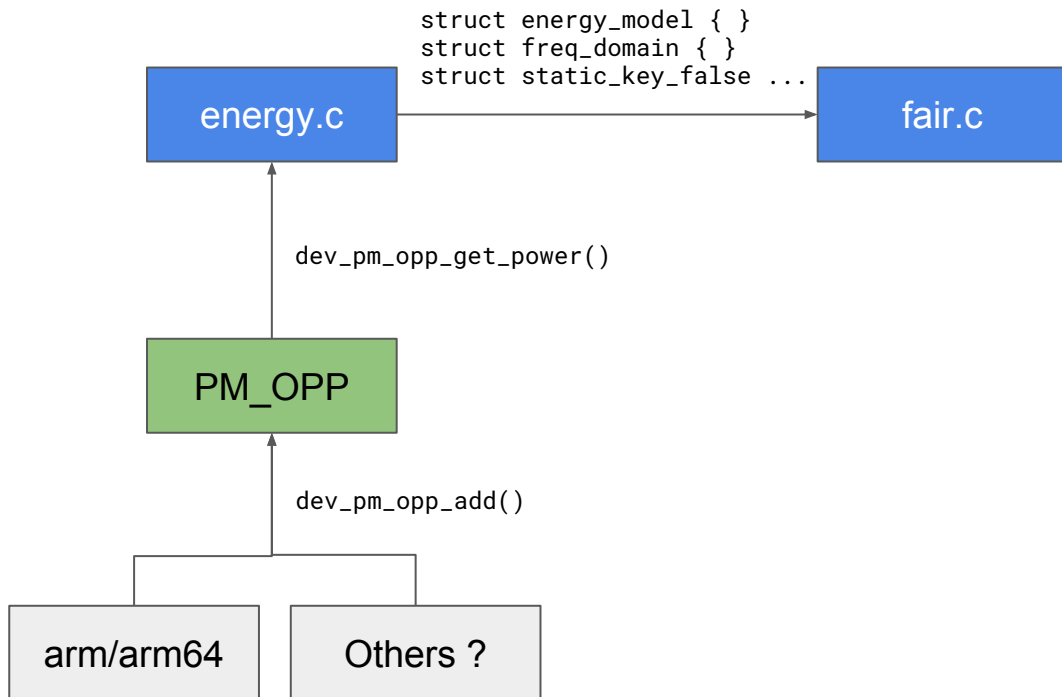 struct energy_model { }
struct freq_domain { }
struct static_key_false ...
energy.c
fair.c
dev_pm_opp_get_power()
PM_OPP
dev_pm_opp_add()
arm/arm64
Others ?